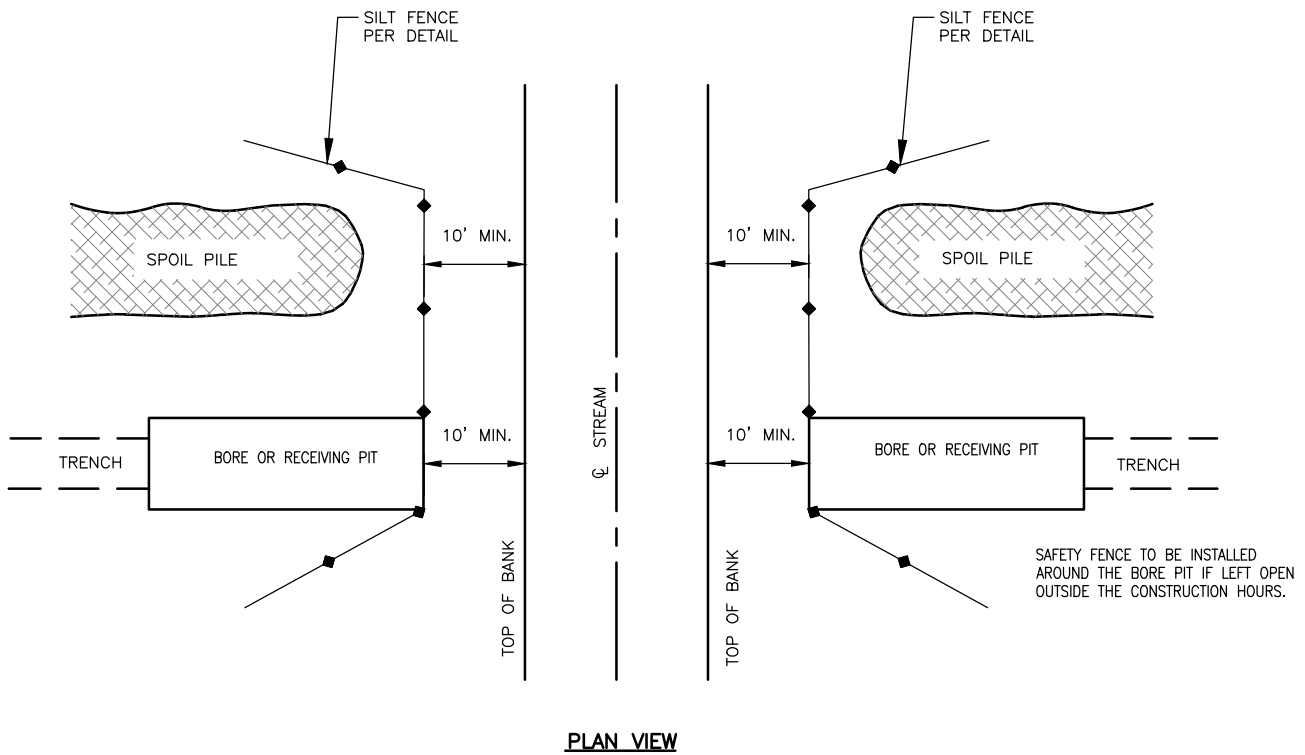 SILT FENCE
PER DETAIL
SILT FENCE
PER DETAIL
10' MIN.
10' MIN.
SPOIL PILE
SPOIL PILE
℄ STREAM
10' MIN.
10' MIN.
TRENCH
BORE OR RECEIVING PIT
BORE OR RECEIVING PIT
TRENCH
TOP OF BANK
TOP OF BANK
SAFETY FENCE TO BE INSTALLED
AROUND THE BORE PIT IF LEFT OPEN
OUTSIDE THE CONSTRUCTION HOURS.
PLAN VIEW